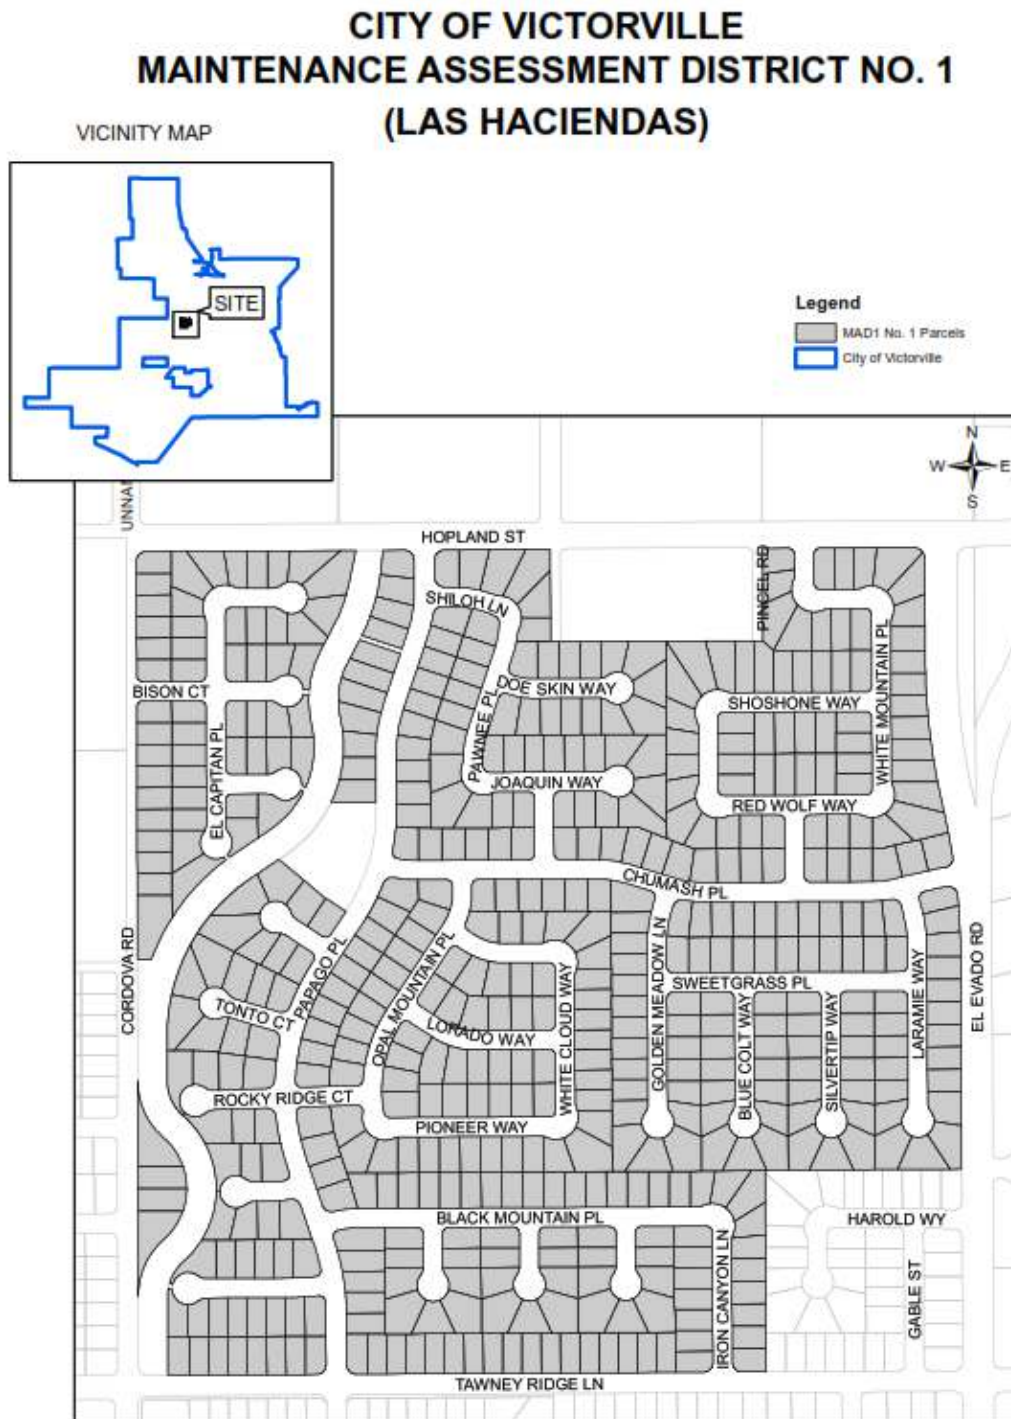 CITY OF VICTORVILLE
MAINTENANCE ASSESSMENT DISTRICT NO. 1
(LAS HACIENDAS)
VICINITY MAP
SITE
Legend
MAD1 No. 1 Parcels
City of Victorville
N
W
E
S
UNNAM
HOPLAND ST
PINCEL RD
SHILOH LN
WHITE MOUNTAIN PL
BISON CT
DOE SKIN WAY
SHOSHONE WAY
PAWNEE PL
EL CAPITAN PL
JOAQUIN WAY
RED WOLF WAY
CHUMASH PL
CORDOVA RD
PAPAGO PL
OPAL MOUNTAIN PL
GOLDEN MEADOW LN
LARAMIE WAY
EL EVADO RD
SWEETGRASS PL
TONTO CT
LORADO WAY
WHITE CLOUD WAY
BLUE COLT WAY
SILVERTIP WAY
ROCKY RIDGE CT
PIONEER WAY
BLACK MOUNTAIN PL
HAROLD WY
IRON CANYON LN
GABLE ST
TAWNEY RIDGE LN